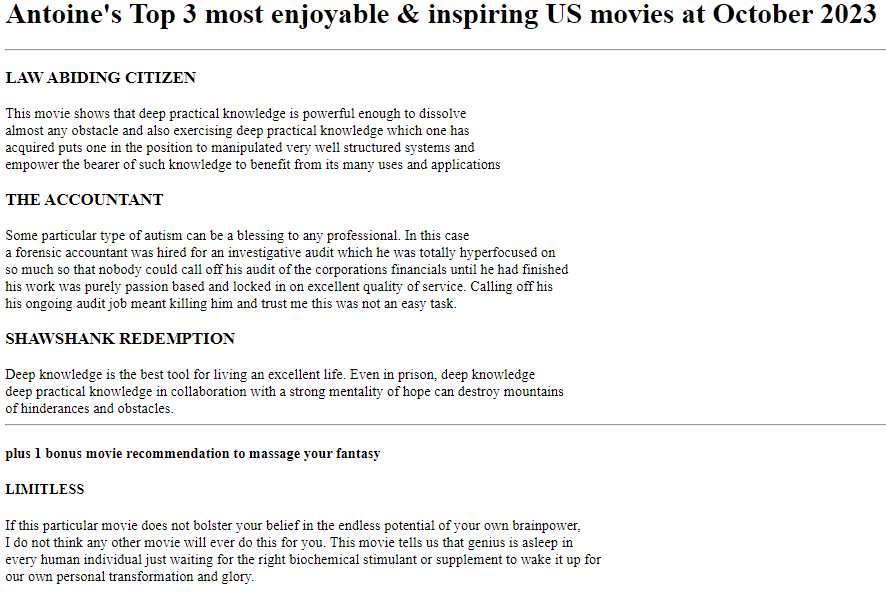 Antoine's Top 3 most enjoyable & inspiring US movies at October 2023
LAW ABIDING CITIZEN
This movie shows that deep practical knowledge is powerful enough to dissolve
almost any obstacle and also exercising deep practical knowledge which one has
acquired puts one in the position to manipulated very well structured systems and
empower the bearer of such knowledge to benefit from its many uses and applications
THE ACCOUNTANT
Some particular type of autism can be a blessing to any professional. In this case
a forensic accountant was hired for an investigative audit which he was totally hyperfocused on
so much so that nobody could call off his audit of the corporations financials until he had finished
his work was purely passion based and locked in on excellent quality of service. Calling off his
his ongoing audit job meant killing him and trust me this was not an easy task.
SHAWSHANK REDEMPTION
Deep knowledge is the best tool for living an excellent life. Even in prison, deep knowledge
deep practical knowledge in collaboration with a strong mentality of hope can destroy mountains
of hinderances and obstacles.
plus 1 bonus movie recommendation to massage your fantasy
LIMITLESS
If this particular movie does not bolster your belief in the endless potential of your own brainpower,
I do not think any other movie will ever do this for you. This movie tells us that genius is asleep in
every human individual just waiting for the right biochemical stimulant or supplement to wake it up for
our own personal transformation and glory.